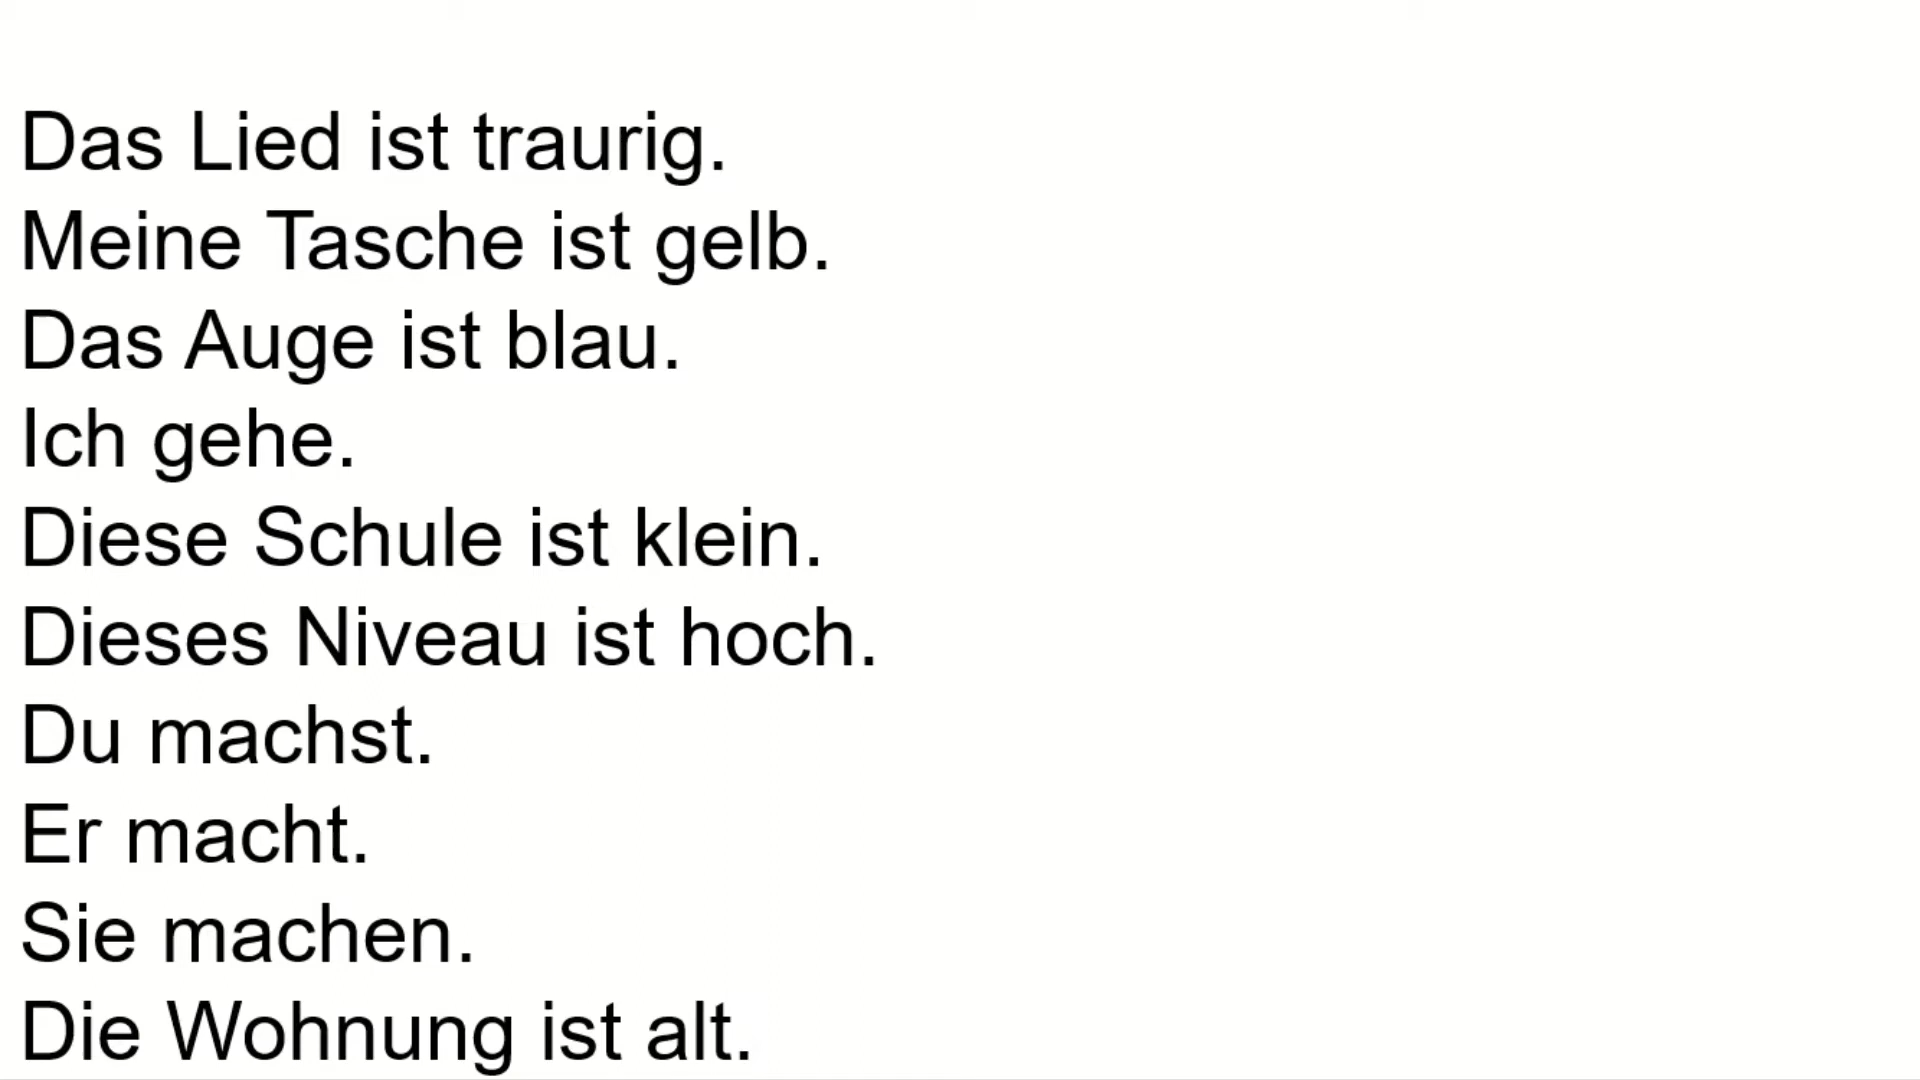 Das Lied ist traurig.
Meine Tasche ist gelb.
Das Auge ist blau.
Ich gehe.
Diese Schule ist klein.
Dieses Niveau ist hoch.
Du machst.
Er macht.
Sie machen.
Die Wohnung ist alt.